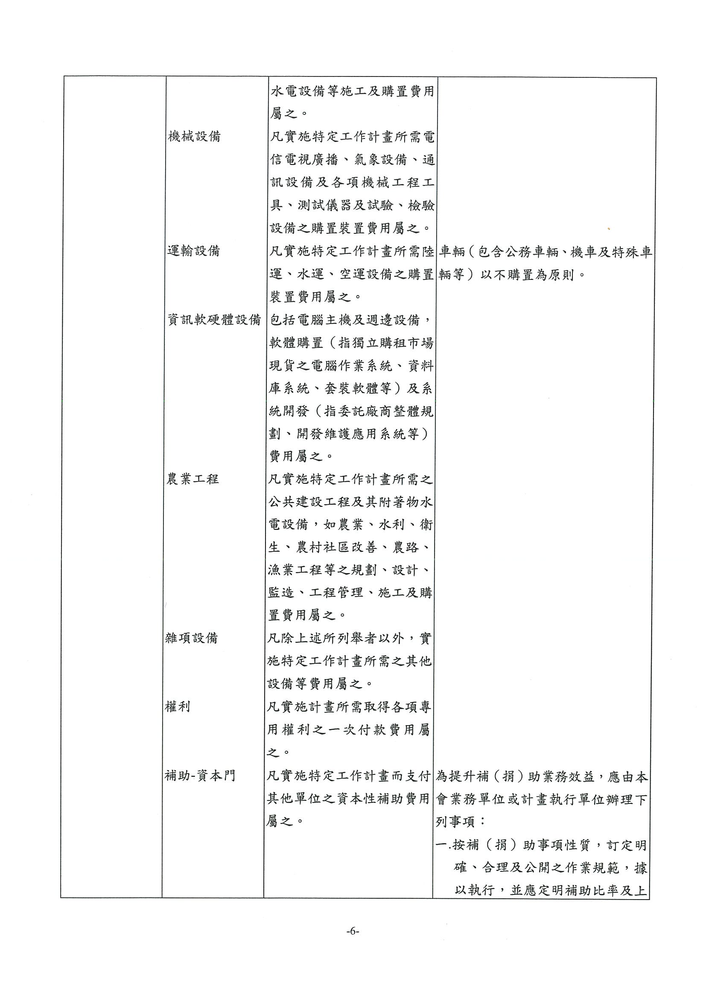 水電設備等施工及購置費用
屬之。
機械設備
凡實施特定工作計畫所需電
信電視廣播、氣象設備、通
訊設備及各項機械工程工
具、測試儀器及試驗、檢驗
設備之購置裝置費用屬之。
運輸設備
凡實施特定工作計畫所需陸
運、水運、空運設備之購置
裝置費用屬之。
車輛（包含公務車輛、機車及特殊車
輛等）以不購置為原則。
資訊軟硬體設備
包括電腦主機及週邊設備，
軟體購置（指獨立購租市場
現貨之電腦作業系統、資料
庫系統、套裝軟體等）及系
統開發（指委託廠商整體規
劃、開發維護應用系統等）
費用屬之。
農業工程
凡實施特定工作計畫所需之
公共建設工程及其附著物水
電設備，如農業、水利、衛
生、農村社區改善、農路、
漁業工程等之規劃、設計、
監造、工程管理、施工及購
置費用屬之。
雜項設備
凡除上述所列舉者以外，實
施特定工作計畫所需之其他
設備等費用屬之。
權利
凡實施計畫所需取得各項專
用權利之一次付款費用屬
之。
補助-資本門
凡實施特定工作計畫而支付
其他單位之資本性補助費用
屬之。
為提升補（捐）助業務效益，應由本
會業務單位或計畫執行單位辦理下
列事項：
一.按補（捐）助事項性質，訂定明
確、合理及公開之作業規範，據
以執行，並應定明補助比率及上
-6-